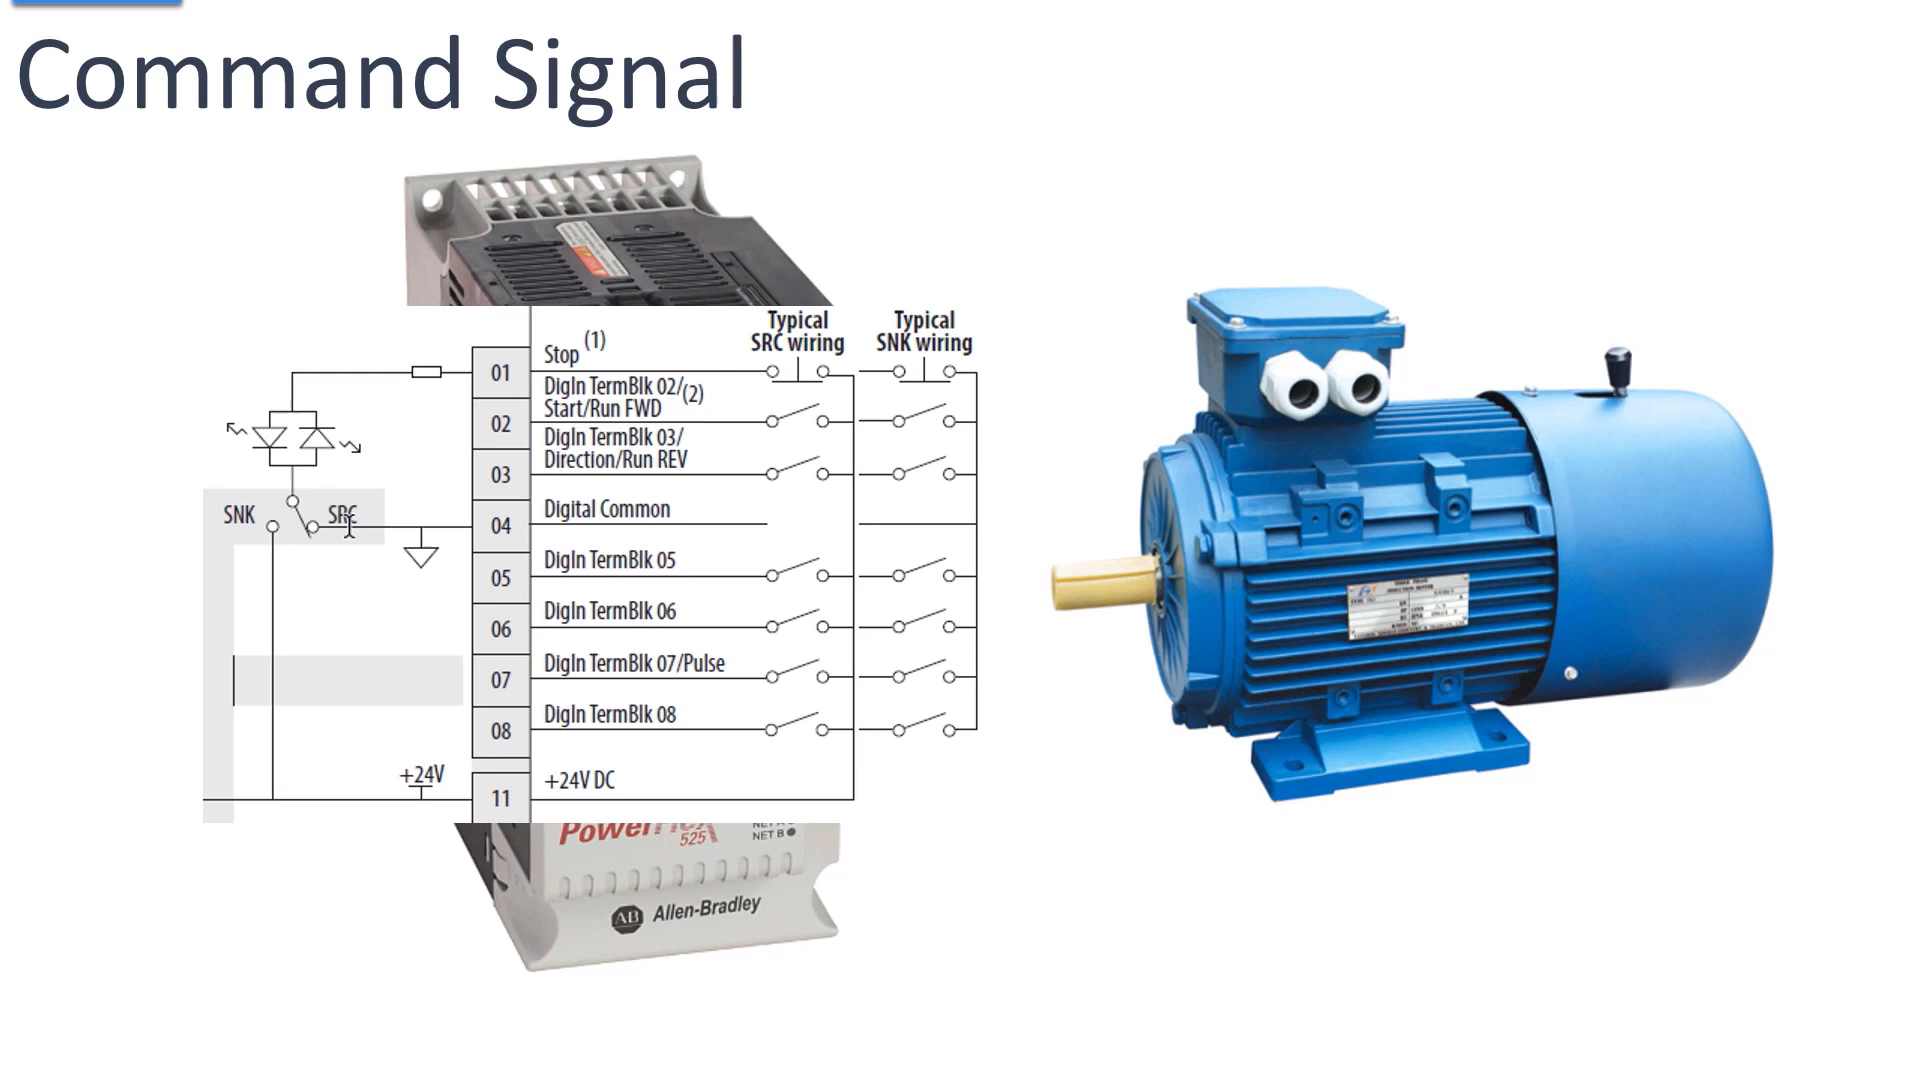 Command Signal
Typical
SRC wiring
Typical
SNK wiring
01
Stop (1)
02
DigIn TermBlk 02/(2)
Start/Run FWD
03
DigIn TermBlk 03/
Direction/Run REV
SNK
SRC
04
Digital Common
05
DigIn TermBlk 05
06
DigIn TermBlk 06
07
DigIn TermBlk 07/Pulse
08
DigIn TermBlk 08
+24V
11
+24V DC
525
NET B
AB Allen-Bradley